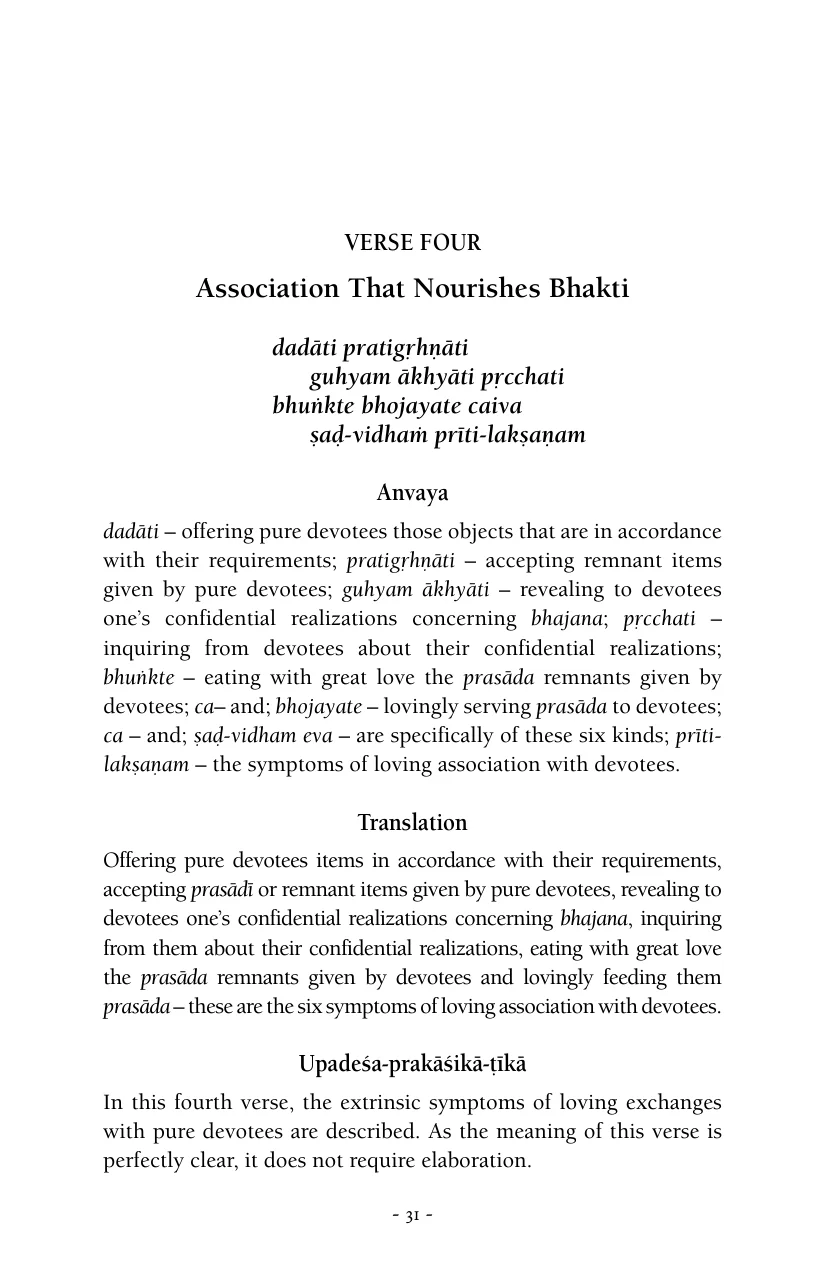 VERSE FOUR
Association That Nourishes Bhakti
dadāti pratigṛhṇāti
guhyam ākhyāti pṛcchati
bhuṅkte bhojayate caiva
ṣaḍ-vidhaṁ prīti-lakṣaṇam
Anvaya
dadāti – offering pure devotees those objects that are in accordance
with their requirements; pratigṛhṇāti – accepting remnant items
given by pure devotees; guhyam ākhyāti – revealing to devotees
one’s confidential realizations concerning bhajana; pṛcchati –
inquiring from devotees about their confidential realizations;
bhuṅkte – eating with great love the prasāda remnants given by
devotees; ca– and; bhojayate – lovingly serving prasāda to devotees;
ca – and; ṣaḍ-vidham eva – are specifically of these six kinds; prīti-
lakṣaṇam – the symptoms of loving association with devotees.
Translation
Offering pure devotees items in accordance with their requirements,
accepting prasādī or remnant items given by pure devotees, revealing to
devotees one’s confidential realizations concerning bhajana, inquiring
from them about their confidential realizations, eating with great love
the prasāda remnants given by devotees and lovingly feeding them
prasāda – these are the six symptoms of loving association with devotees.
Upadeśa-prakāśikā-ṭīkā
In this fourth verse, the extrinsic symptoms of loving exchanges
with pure devotees are described. As the meaning of this verse is
perfectly clear, it does not require elaboration.
- 31 -